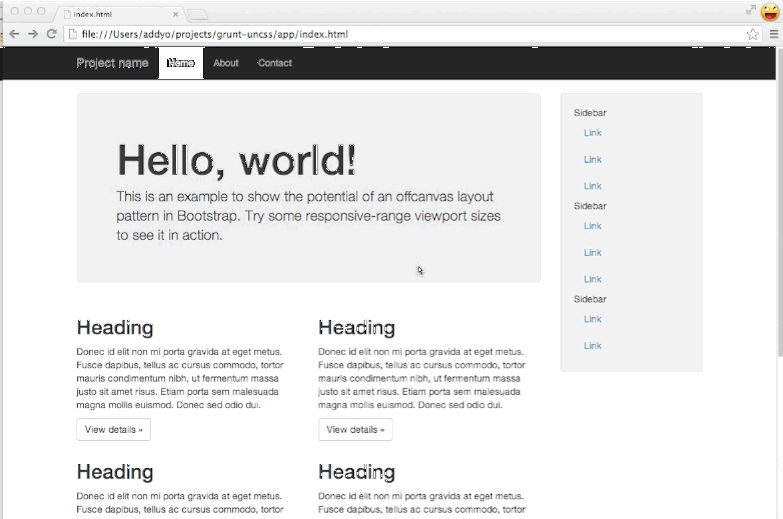 index.html
file:///Users/addyo/projects/grunt-uncss/app/index.html
Project name Home About Contact
Hello, world!
This is an example to show the potential of an offcanvas layout
pattern in Bootstrap. Try some responsive-range viewport sizes
to see it in action.
Sidebar
Link
Link
Link
Sidebar
Link
Link
Link
Sidebar
Link
Link
Heading
Donec id elit non mi porta gravida at eget metus.
Fusce dapibus, tellus ac cursus commodo, tortor
mauris condimentum nibh, ut fermentum massa
justo sit amet risus. Etiam porta sem malesuada
magna mollis euismod. Donec sed odio dui.
View details »
Heading
Donec id elit non mi porta gravida at eget metus.
Fusce dapibus, tellus ac cursus commodo, tortor
mauris condimentum nibh, ut fermentum massa
justo sit amet risus. Etiam porta sem malesuada
magna mollis euismod. Donec sed odio dui.
View details »
Heading
Donec id elit non mi porta gravida at eget metus.
Fusce dapibus, tellus ac cursus commodo, tortor
Heading
Donec id elit non mi porta gravida at eget metus.
Fusce dapibus, tellus ac cursus commodo, tortor